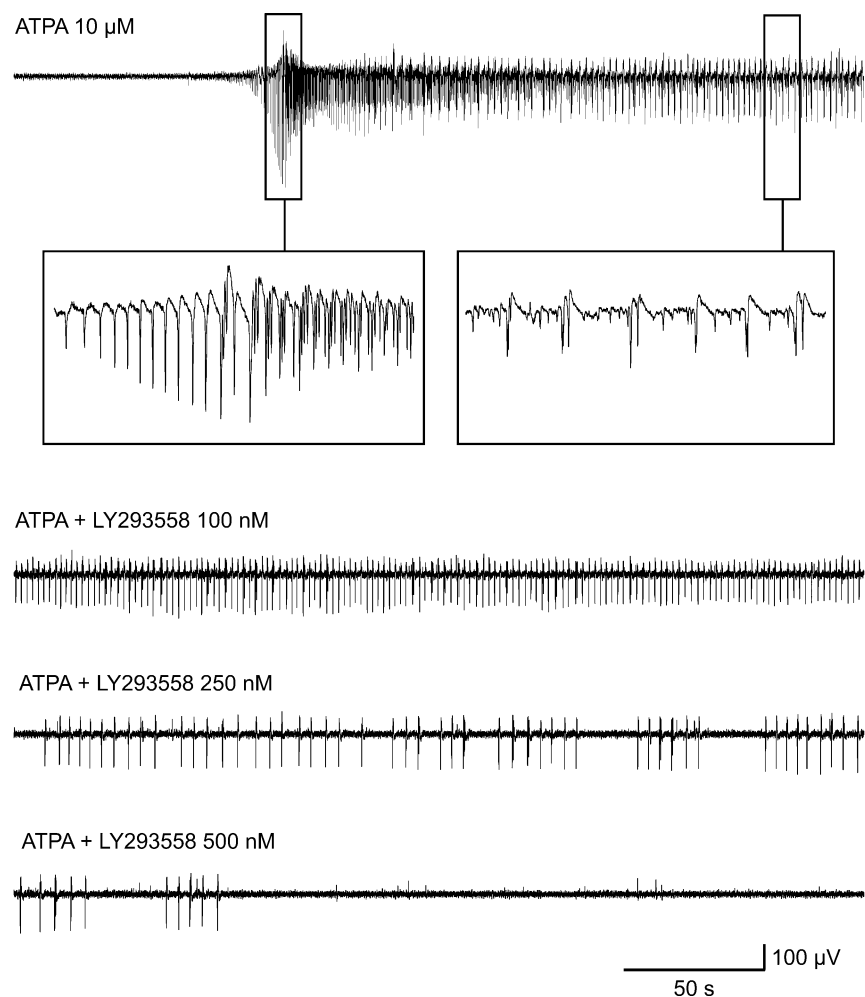 ATPA 10 µM
ATPA + LY293558 100 nM
ATPA + LY293558 250 nM
ATPA + LY293558 500 nM
100 µV
50 s